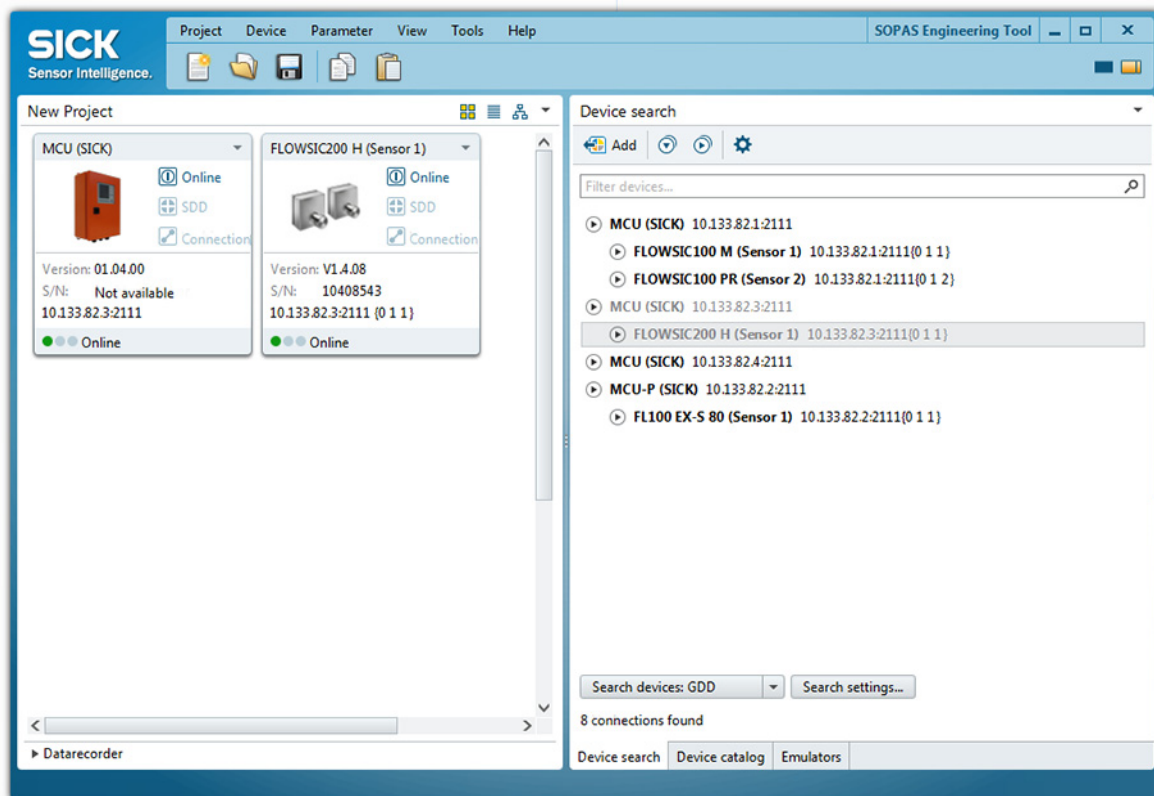 SICK
Sensor Intelligence.
Project Device Parameter View Tools Help
SOPAS Engineering Tool
New Project
MCU (SICK)
Online
SDD
Connection
Version: 01.04.00
S/N: Not available
10.133.82.3:2111
Online
FLOWSIC200 H (Sensor 1)
Online
SDD
Connection
Version: V1.4.08
S/N: 10408543
10.133.82.3:2111 {0 1 1}
Online
Datarecorder
Device search
Add
Filter devices...
MCU (SICK) 10.133.82.1:2111
FLOWSIC100 M (Sensor 1) 10.133.82.1:2111{0 1 1}
FLOWSIC100 PR (Sensor 2) 10.133.82.1:2111{0 1 2}
MCU (SICK) 10.133.82.3:2111
FLOWSIC200 H (Sensor 1) 10.133.82.3:2111{0 1 1}
MCU (SICK) 10.133.82.4:2111
MCU-P (SICK) 10.133.82.2:2111
FL100 EX-S 80 (Sensor 1) 10.133.82.2:2111{0 1 1}
Search devices: GDD
Search settings...
8 connections found
Device search Device catalog Emulators